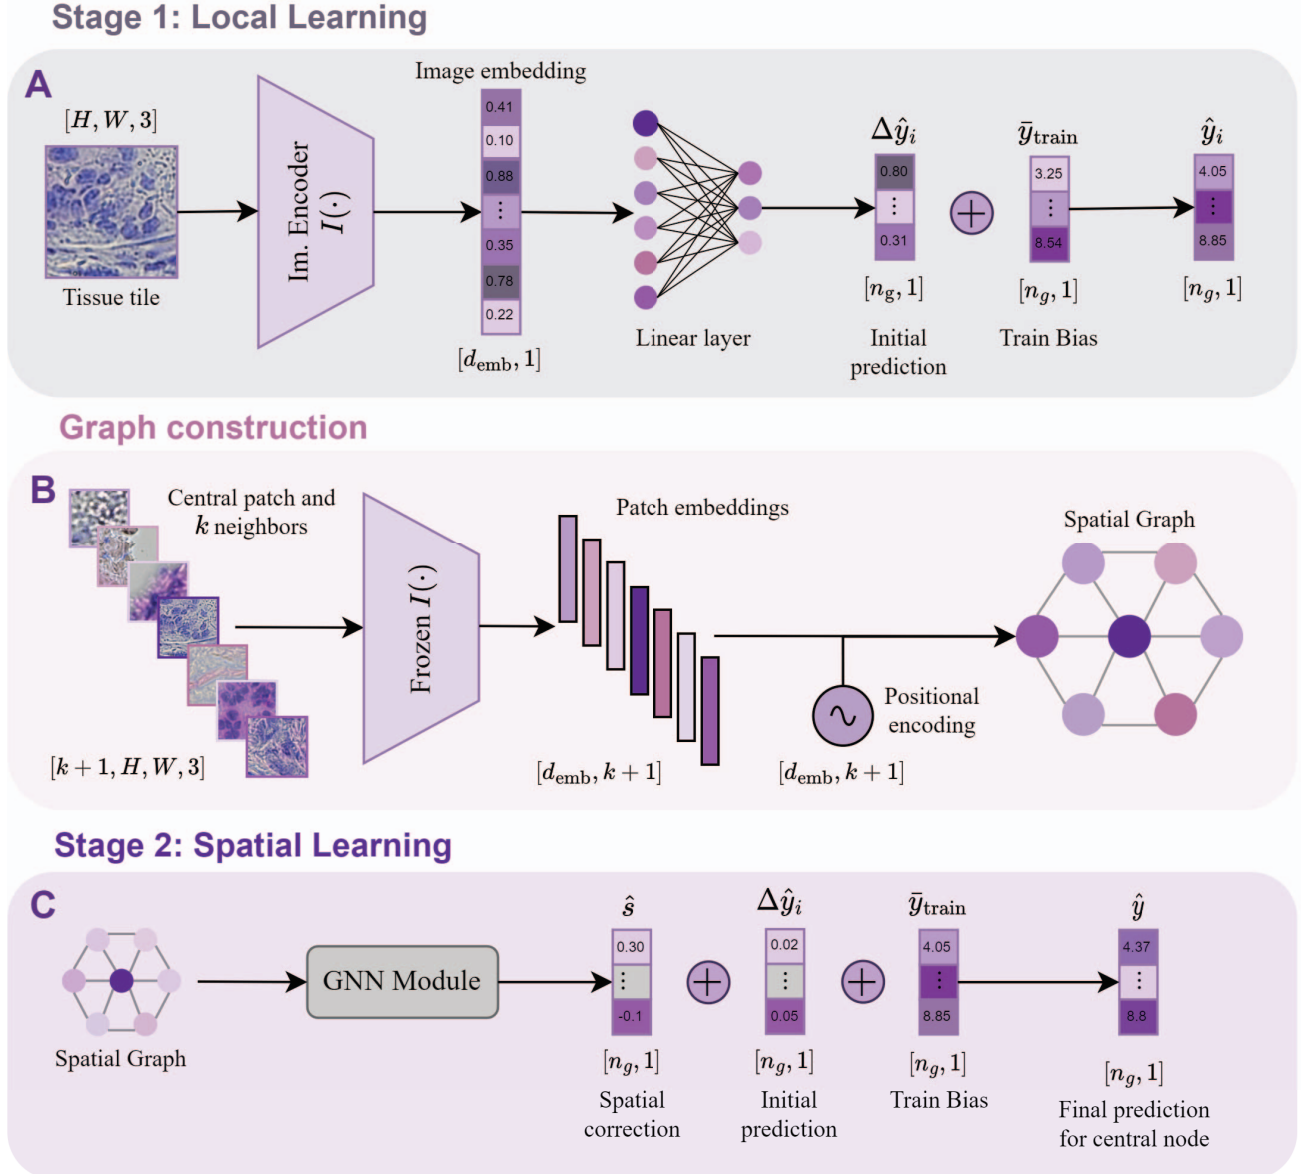 Stage 1: Local Learning
A
[H, W, 3]
Tissue tile
Im. Encoder
I(·)
Image embedding
0.41
0.10
0.88
⋮
0.35
0.78
0.22
[d_emb, 1]
Linear layer
Δŷ_i
0.80
⋮
0.31
[n_g, 1]
Initial
prediction
+
ȳ_train
3.25
⋮
8.54
[n_g, 1]
Train Bias
ŷ_i
4.05
⋮
8.85
[n_g, 1]
Graph construction
B
Central patch and
k neighbors
[k + 1, H, W, 3]
Frozen I(·)
Patch embeddings
[d_emb, k + 1]
Positional
encoding
[d_emb, k + 1]
Spatial Graph
Stage 2: Spatial Learning
C
Spatial Graph
GNN Module
ŝ
0.30
⋮
-0.1
[n_g, 1]
Spatial
correction
+
Δŷ_i
0.02
⋮
0.05
[n_g, 1]
Initial
prediction
+
ȳ_train
4.05
⋮
8.85
[n_g, 1]
Train Bias
ŷ
4.37
⋮
8.8
[n_g, 1]
Final prediction
for central node